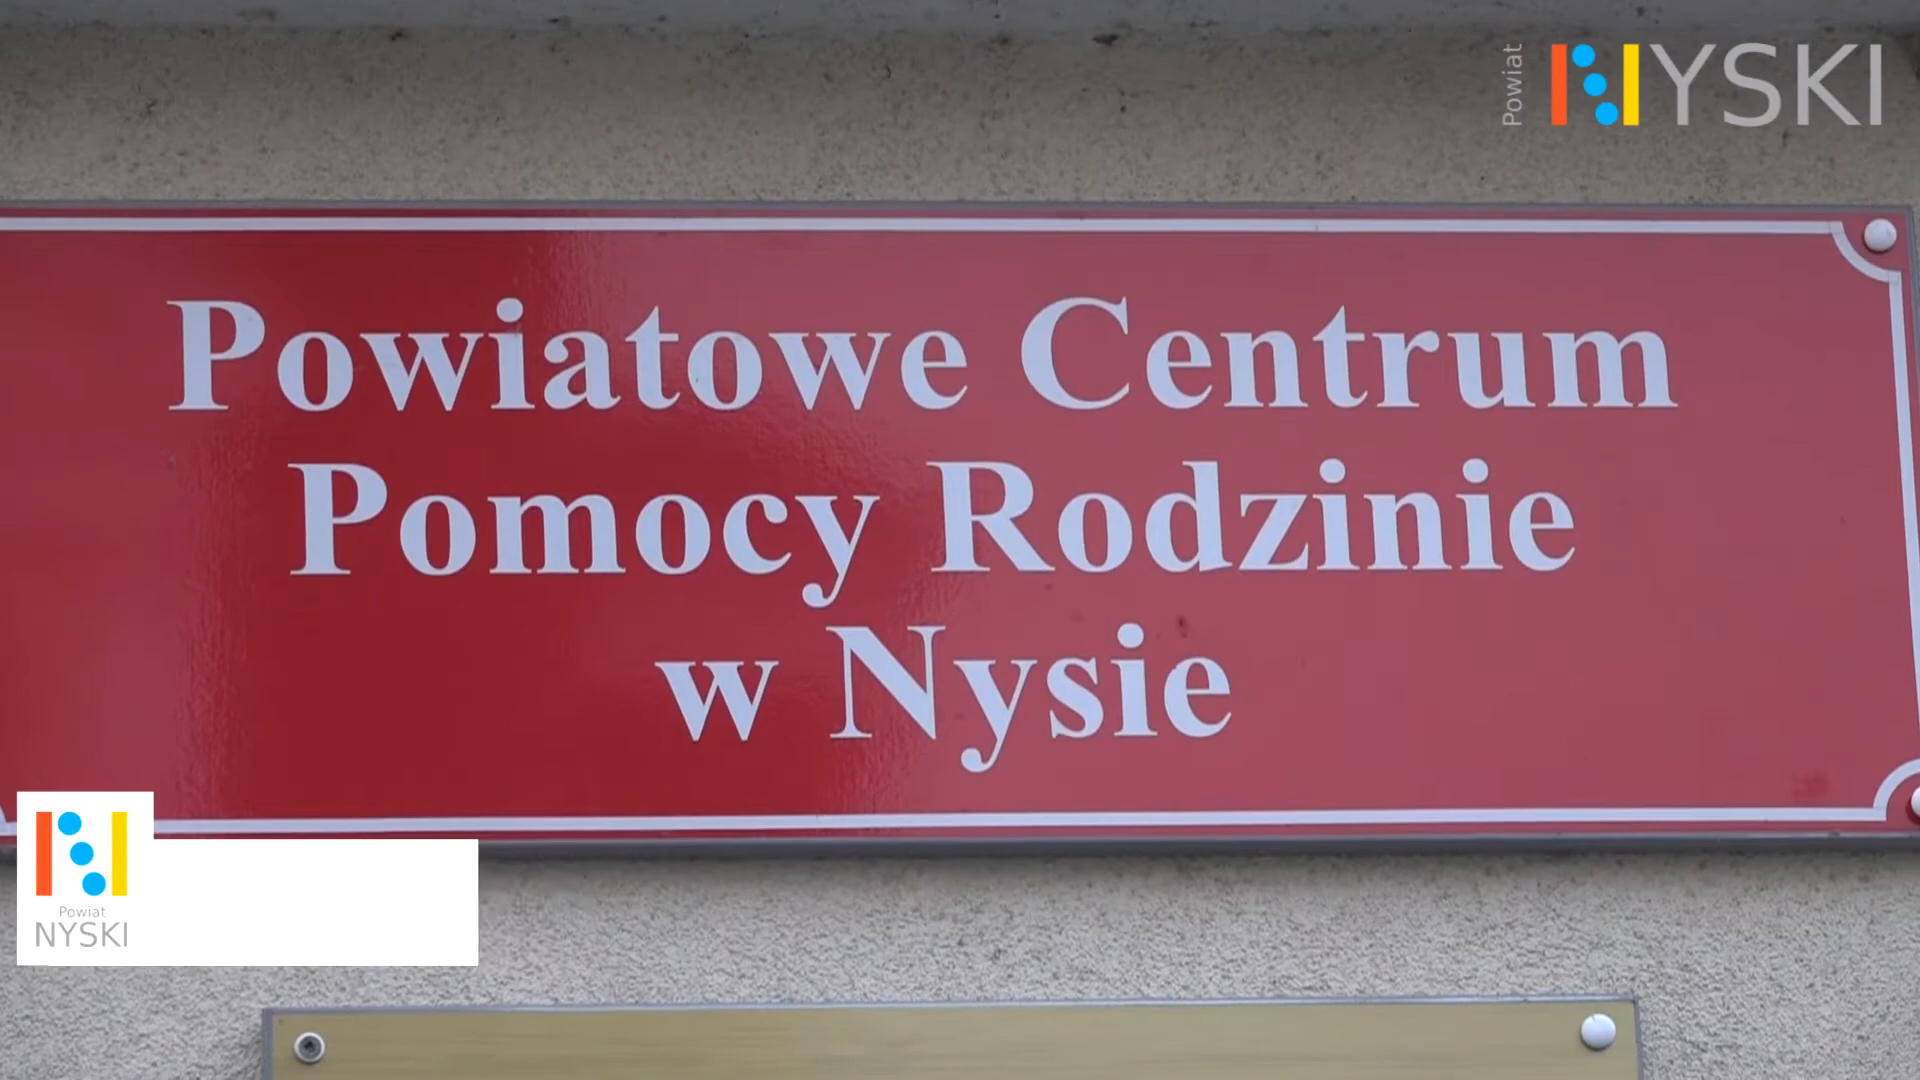 Powiat NYSKI
Powiatowe Centrum
Pomocy Rodzinie
w Nysie
Powiat
NYSKI